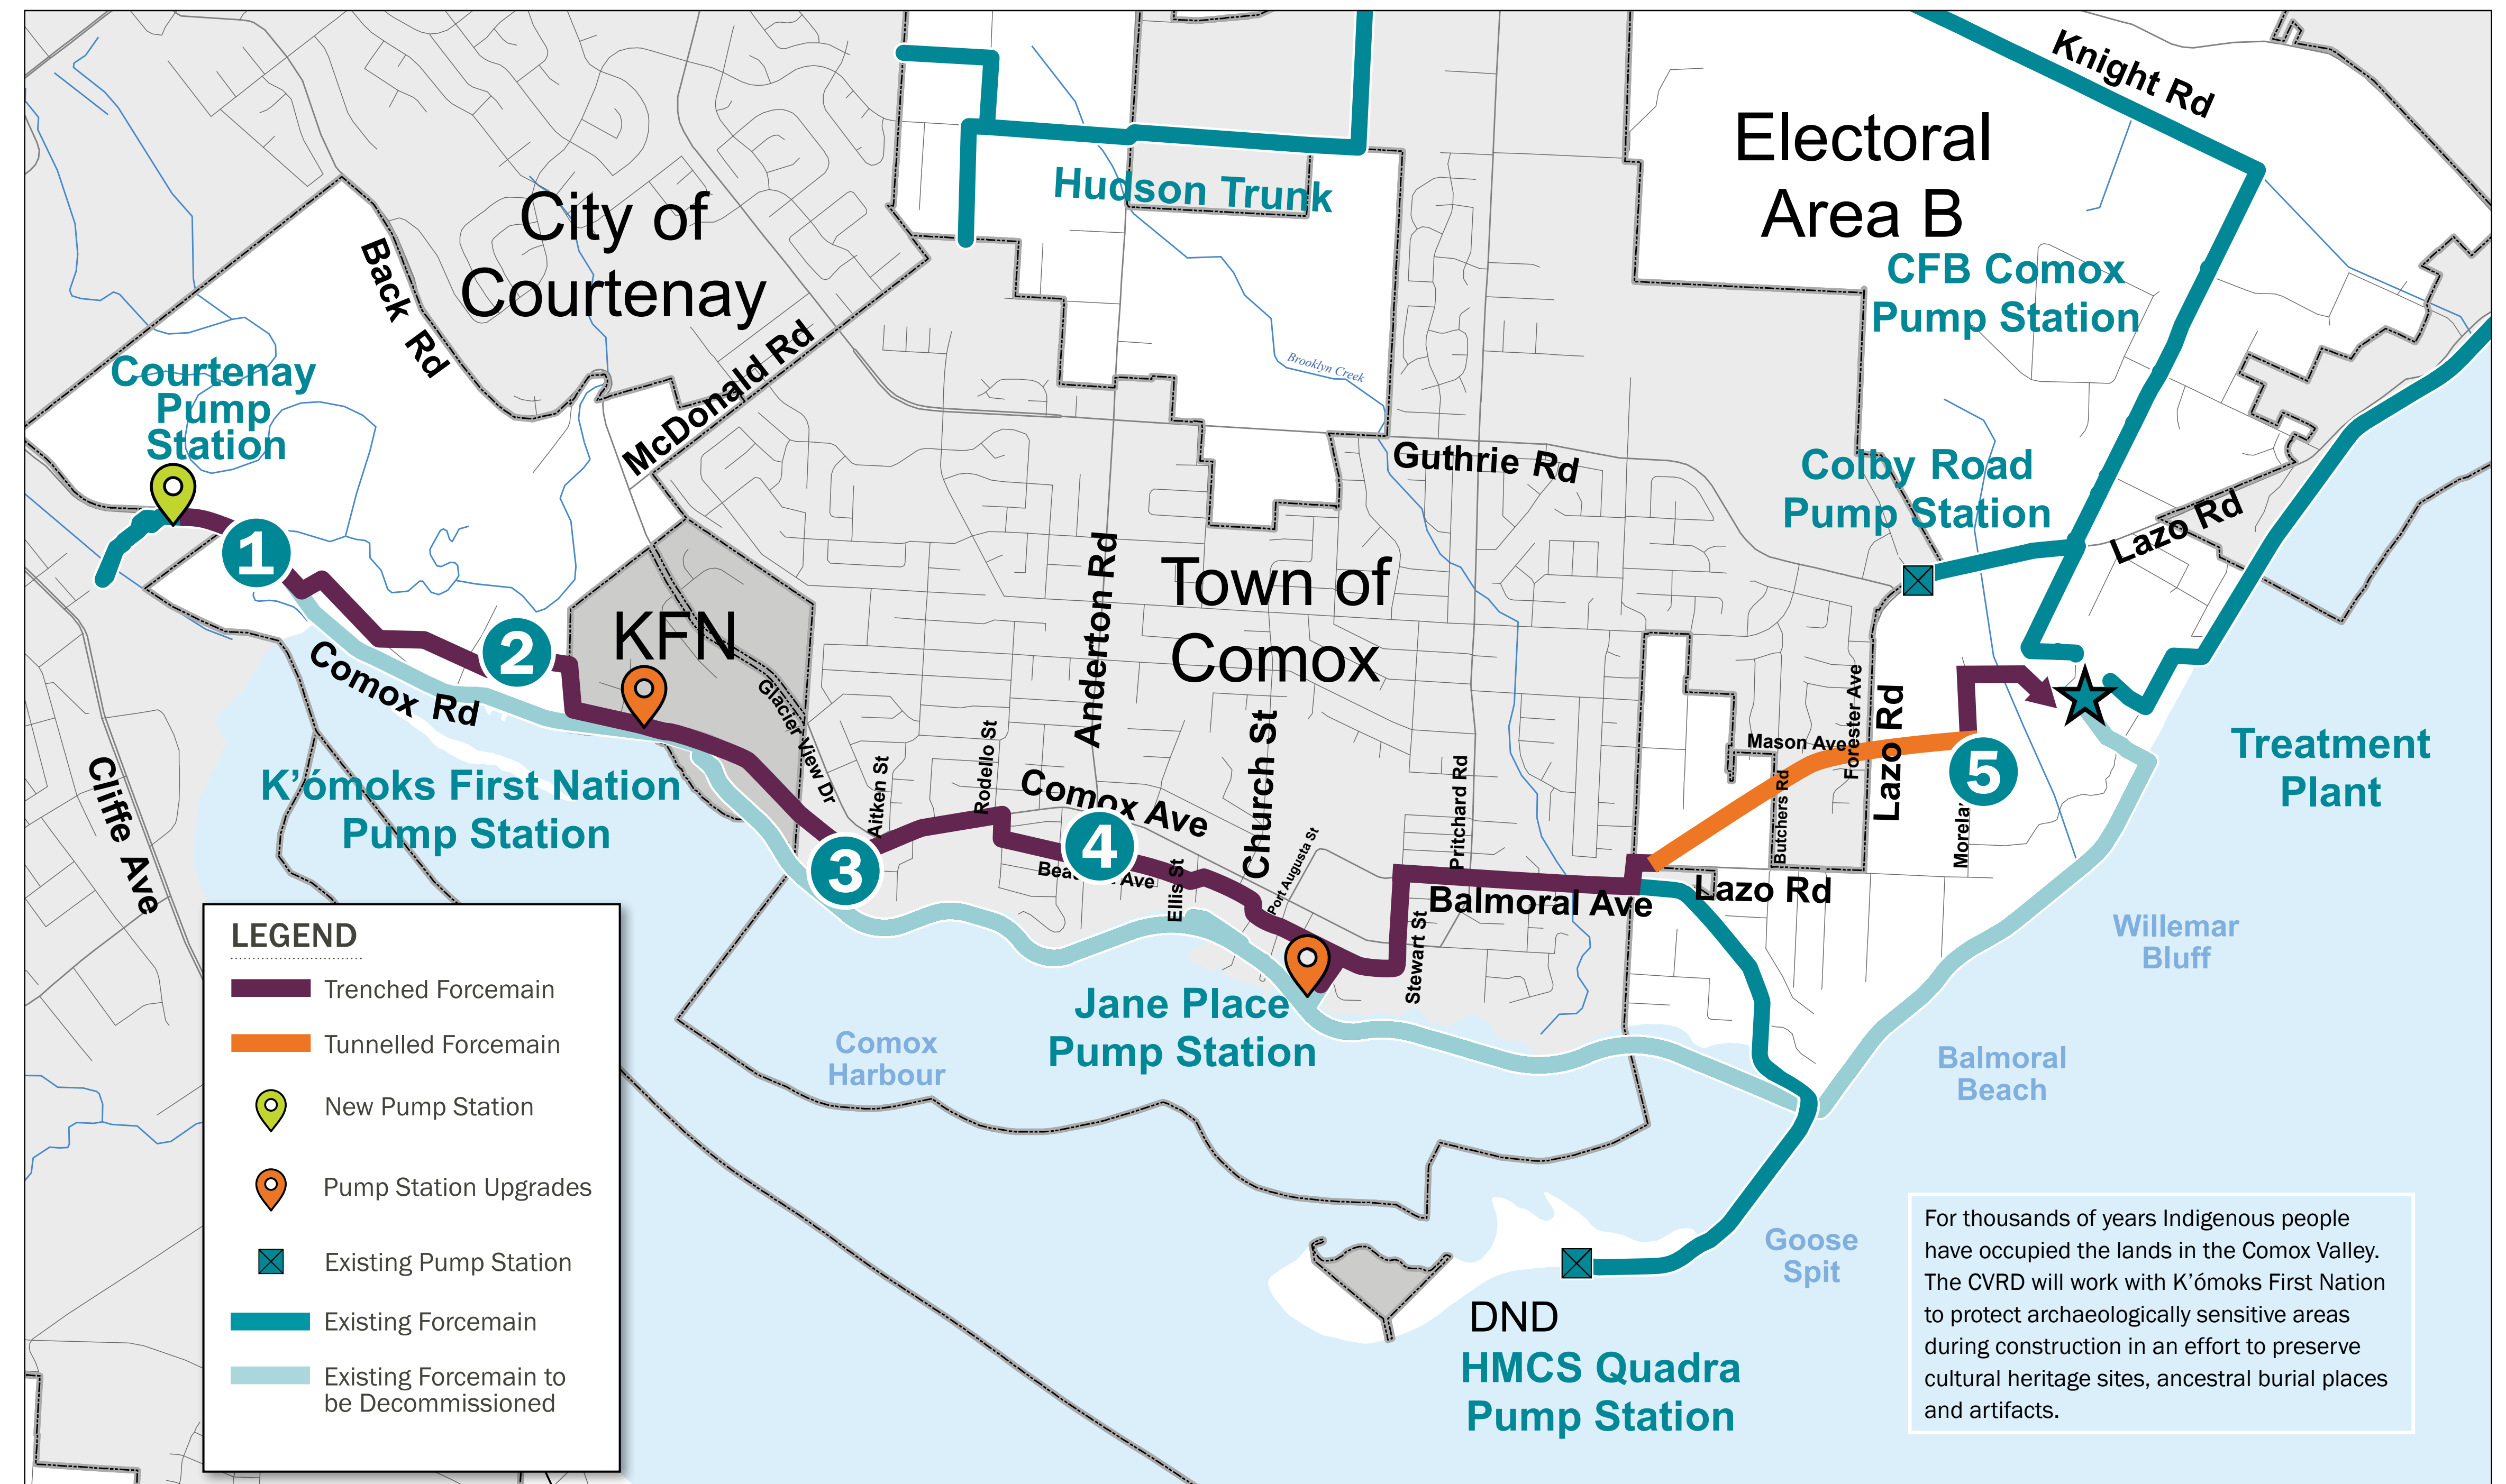 Knight Rd
Electoral
Area B
Hudson Trunk
City of
Courtenay
Back Rd
CFB Comox
Pump Station
McDonald Rd
Brooklyn Creek
Courtenay
Pump
Station
Guthrie Rd
Colby Road
Pump Station
Lazo Rd
1
Anderton Rd
Town of
Comox
KFN
2
Comox Rd
Glacier View Dr
Forester Ave
Lazo Rd
Mason Ave
Treatment
Plant
Cliffe Ave
K'ómoks First Nation
Pump Station
Aitken St
Rodello St
Comox Ave
Church St
Pritchard Rd
Butchers Rd
5
3
4
Ave
Ellis St
Port Augusta St
Stewart St
Balmoral Ave
Lazo Rd
Willemar
Bluff
Jane Place
Pump Station
Comox
Harbour
Balmoral
Beach
Goose
Spit
DND
HMCS Quadra
Pump Station
LEGEND
Trenched Forcemain
Tunnelled Forcemain
New Pump Station
Pump Station Upgrades
Existing Pump Station
Existing Forcemain
Existing Forcemain to
be Decommissioned
For thousands of years Indigenous people
have occupied the lands in the Comox Valley.
The CVRD will work with K'ómoks First Nation
to protect archaeologically sensitive areas
during construction in an effort to preserve
cultural heritage sites, ancestral burial places
and artifacts.